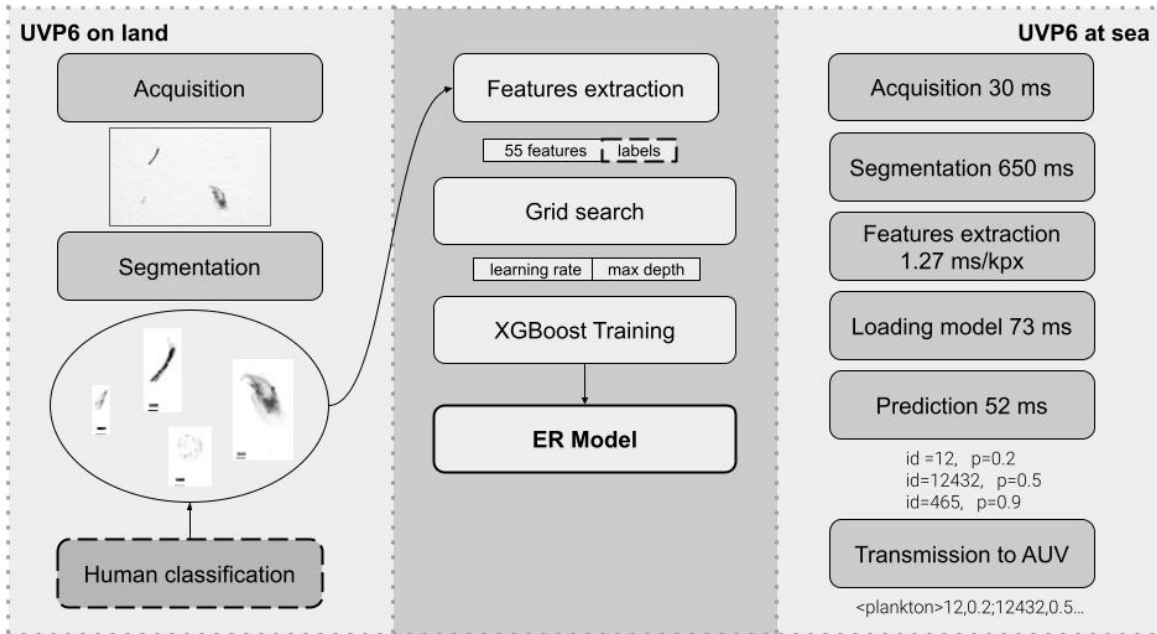 UVP6 on land
Acquisition
Segmentation
Human classification
Features extraction
55 features
labels
Grid search
learning rate
max depth
XGBoost Training
ER Model
UVP6 at sea
Acquisition 30 ms
Segmentation 650 ms
Features extraction
1.27 ms/kpx
Loading model 73 ms
Prediction 52 ms
id =12, p=0.2
id=12432, p=0.5
id=465, p=0.9
Transmission to AUV
<plankton>12,0.2;12432,0.5...